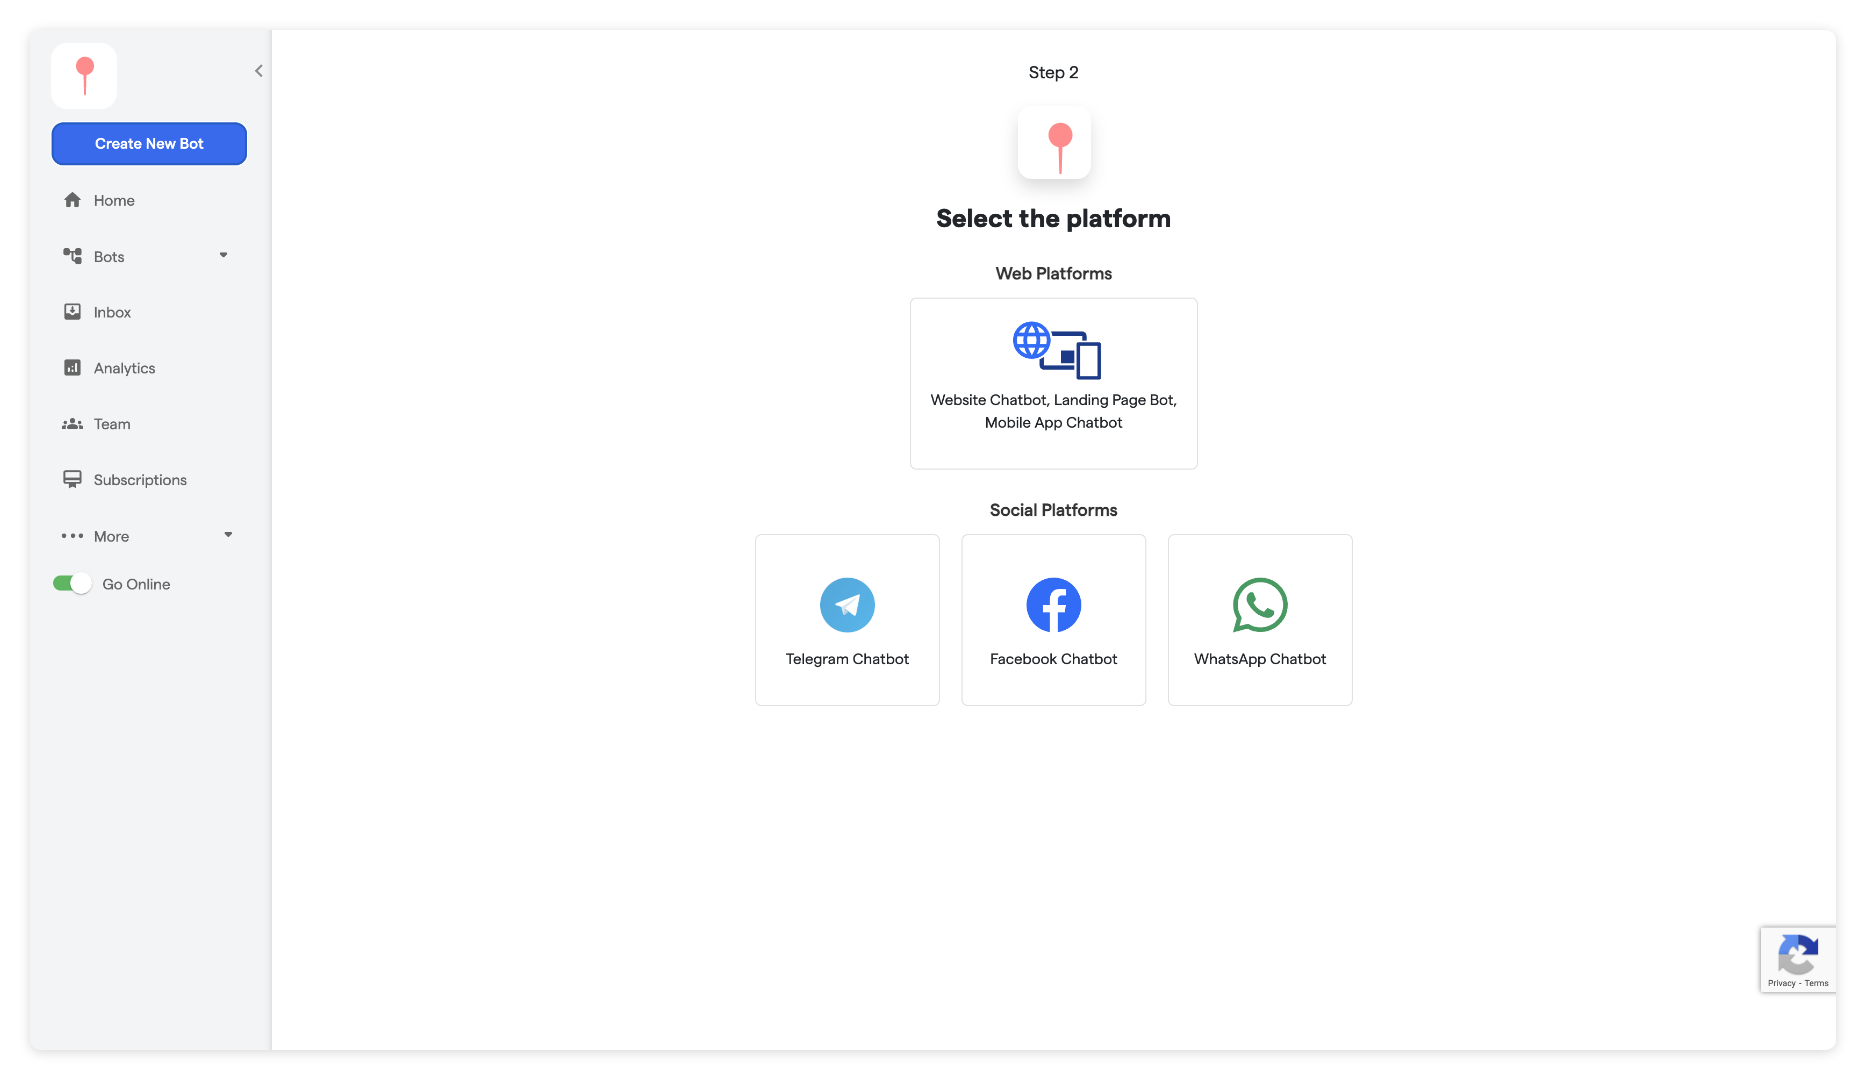 Create New Bot
Home
Bots
Inbox
Analytics
Team
Subscriptions
More
Go Online
Step 2
Select the platform
Web Platforms
Website Chatbot, Landing Page Bot,
Mobile App Chatbot
Social Platforms
Telegram Chatbot
Facebook Chatbot
WhatsApp Chatbot
Privacy - Terms